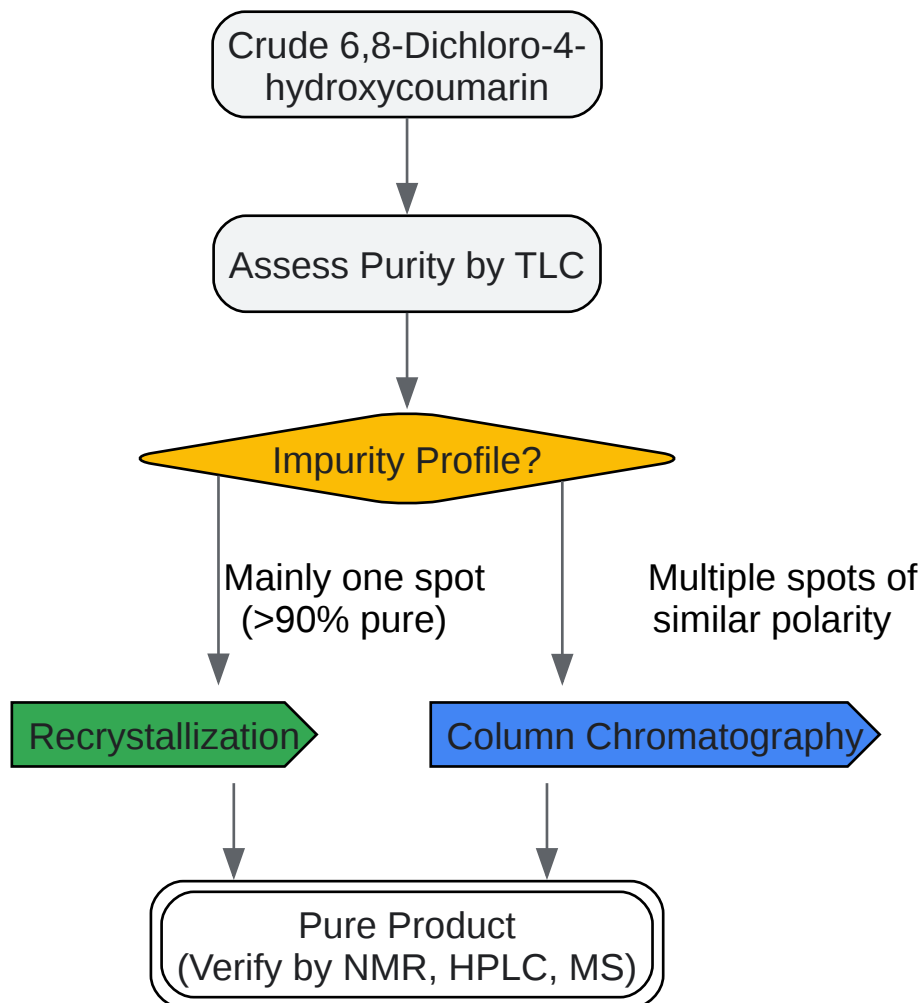 Crude 6,8-Dichloro-4-
hydroxycoumarin
Assess Purity by TLC
Impurity Profile?
Mainly one spot
(>90% pure)
Multiple spots of
similar polarity
Recrystallization
Column Chromatography
Pure Product
(Verify by NMR, HPLC, MS)